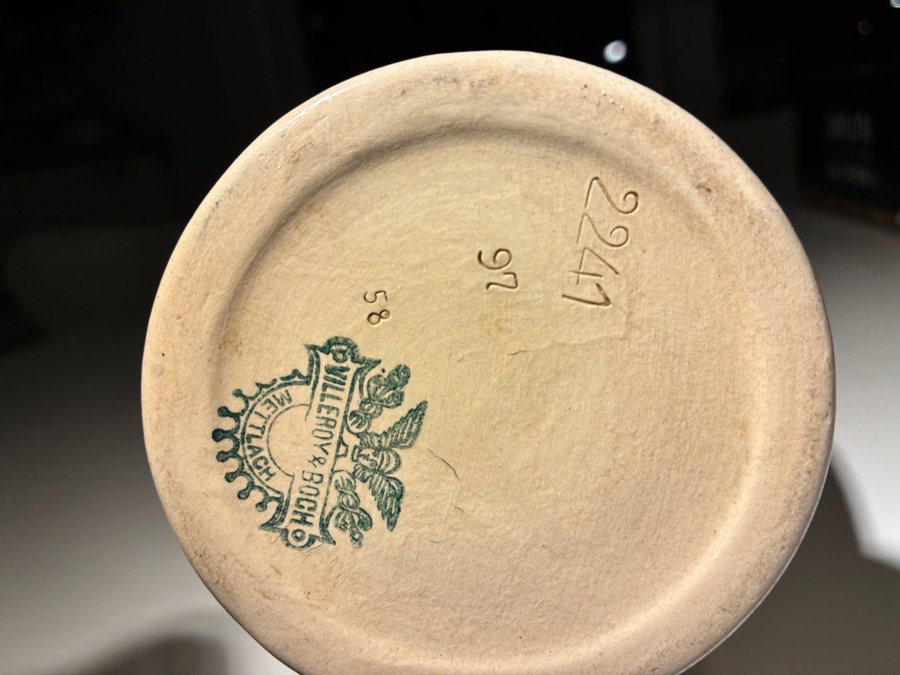 2241
97
58
VILLEROY & BOCH
METTLACH